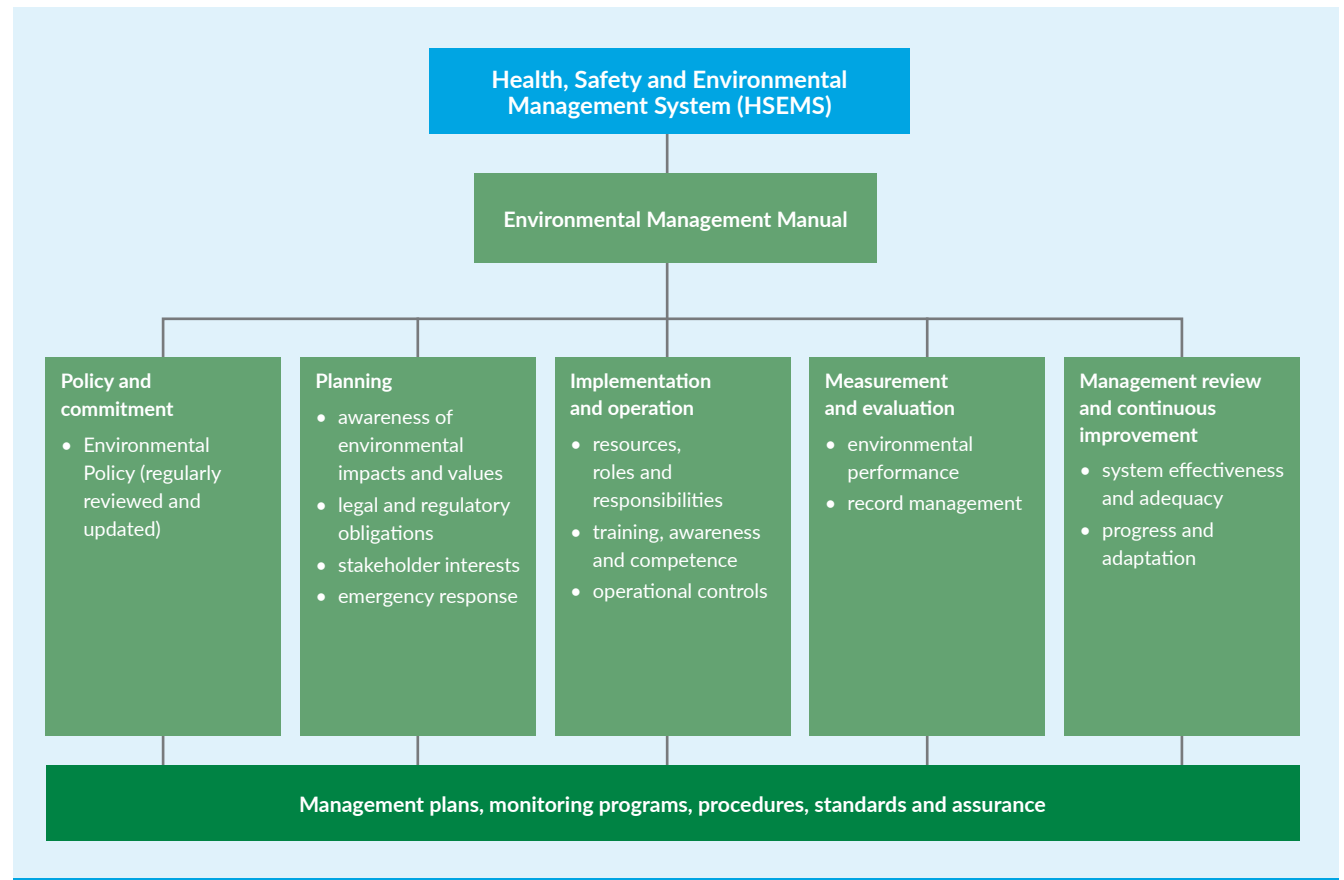 Health, Safety and Environmental
Management System (HSEMS)
Environmental Management Manual
Policy and
commitment
• Environmental
Policy (regularly
reviewed and
updated)
Planning
• awareness of
environmental
impacts and values
• legal and regulatory
obligations
• stakeholder interests
• emergency response
Implementation
and operation
• resources,
roles and
responsibilities
• training, awareness
and competence
• operational controls
Measurement
and evaluation
• environmental
performance
• record management
Management review
and continuous
improvement
• system effectiveness
and adequacy
• progress and
adaptation
Management plans, monitoring programs, procedures, standards and assurance